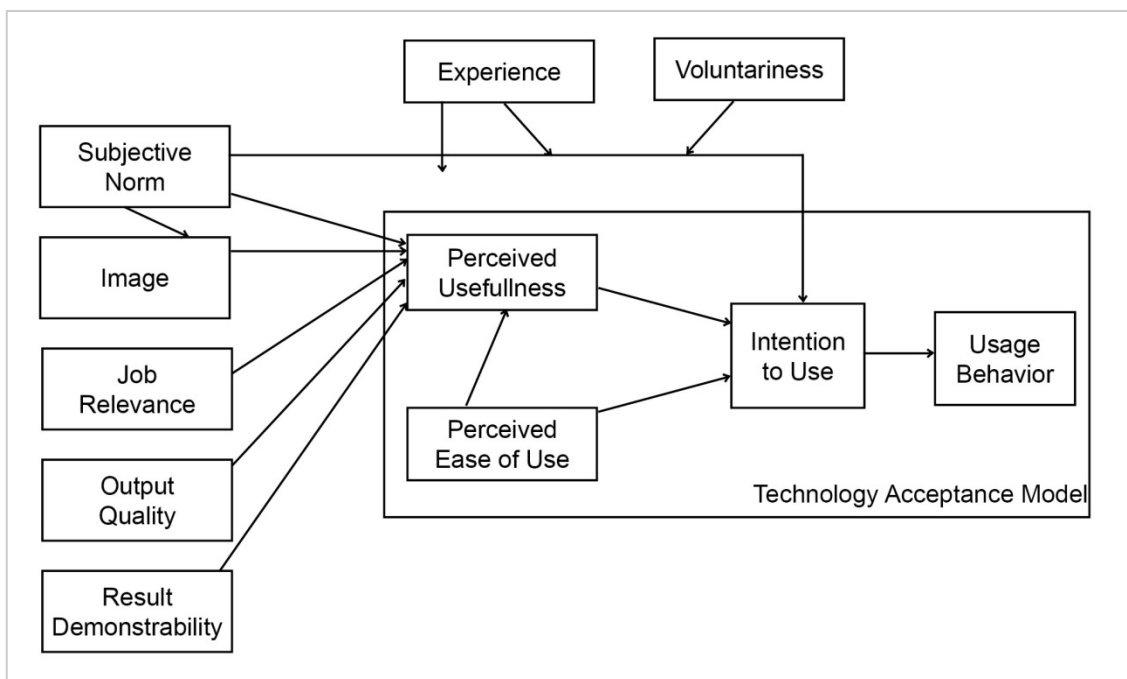 Experience
Voluntariness
Subjective
Norm
Image
Perceived
Usefullness
Job
Relevance
Intention
to Use
Usage
Behavior
Perceived
Ease of Use
Output
Quality
Technology Acceptance Model
Result
Demonstrability